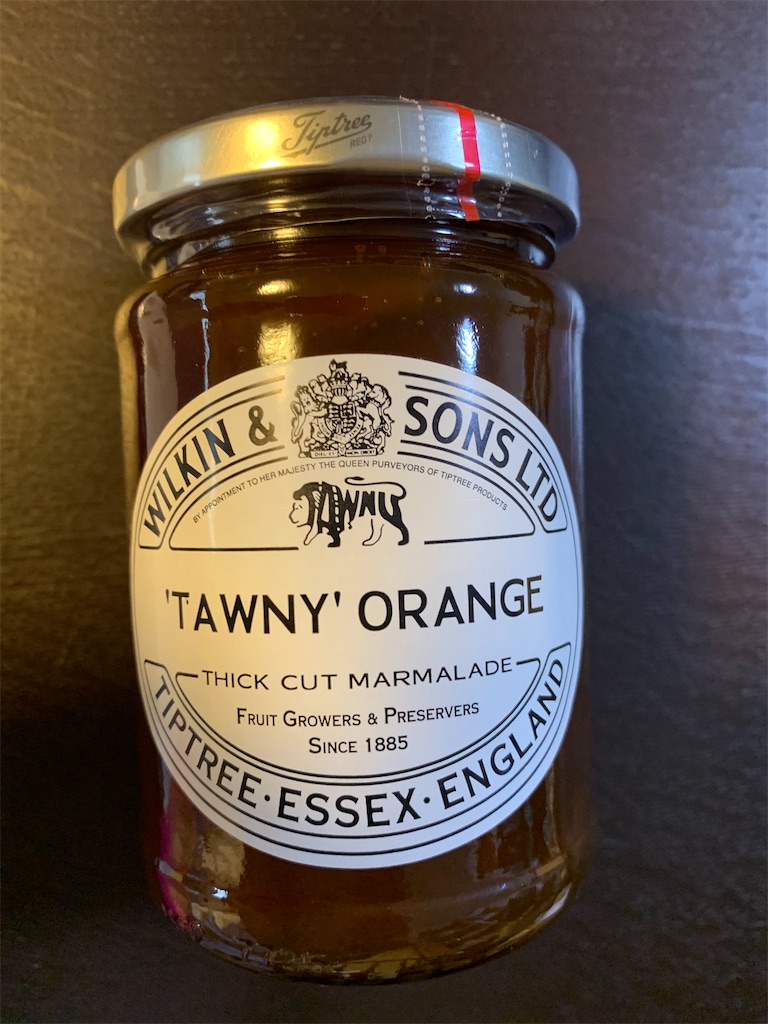 Tiptree
REGD
WILKIN & SONS LTD
BY APPOINTMENT TO HER MAJESTY THE QUEEN PURVEYORS OF TIPTREE PRODUCTS
TAWNY
'TAWNY' ORANGE
THICK CUT MARMALADE
FRUIT GROWERS & PRESERVERS
SINCE 1885
TIPTREE·ESSEX·ENGLAND